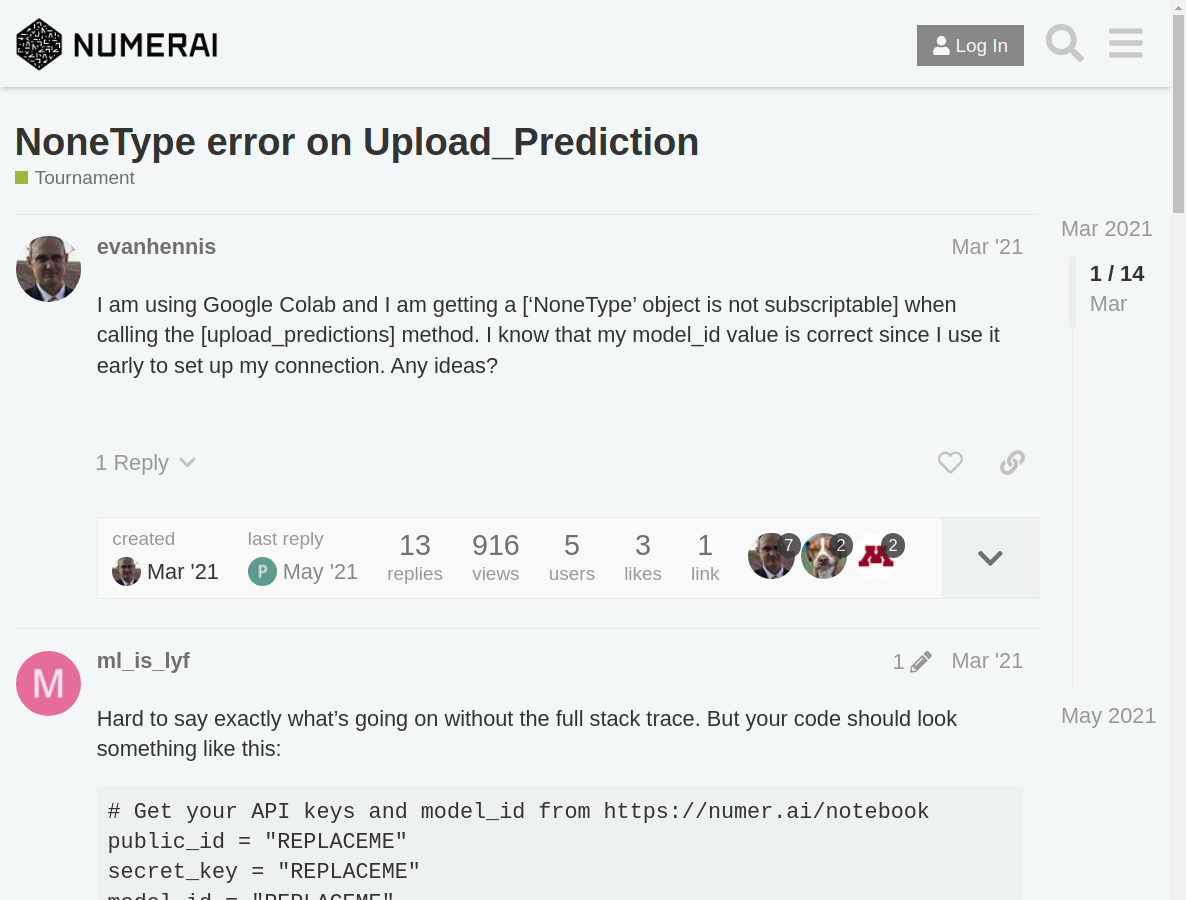 NUMERAI
Log In
NoneType error on Upload_Prediction
Tournament
evanhennis
Mar '21
I am using Google Colab and I am getting a [‘NoneType’ object is not subscriptable] when
calling the [upload_predictions] method. I know that my model_id value is correct since I use it
early to set up my connection. Any ideas?
1 Reply
created
Mar '21
last reply
P
May '21
13
replies
916
views
5
users
3
likes
1
link
7
2
2
Mar 2021
1 / 14
Mar
May 2021
M
ml_is_lyf
1
Mar '21
Hard to say exactly what’s going on without the full stack trace. But your code should look
something like this:
# Get your API keys and model_id from https://numer.ai/notebook
public_id = "REPLACEME"
secret_key = "REPLACEME"
model_id = "REPLACEME"